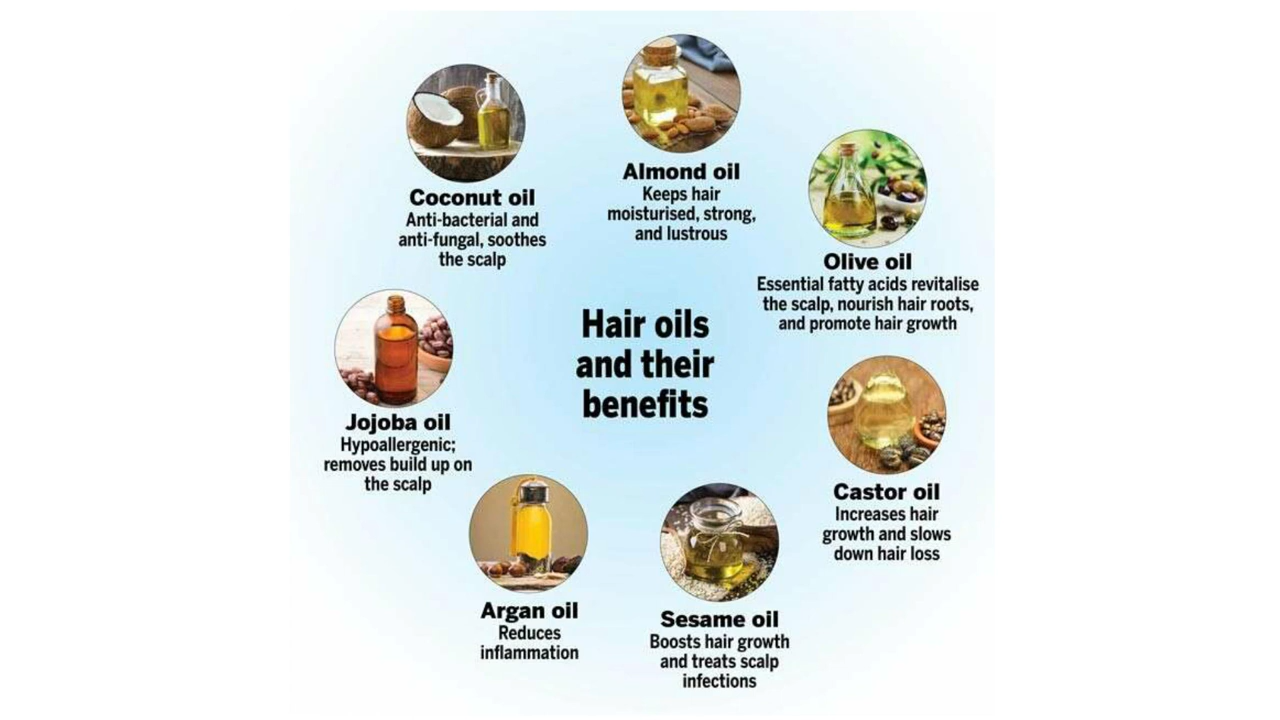 Hair oils
and their
benefits
Coconut oil
Anti-bacterial and
anti-fungal, soothes
the scalp
Almond oil
Keeps hair
moisturised, strong,
and lustrous
Olive oil
Essential fatty acids revitalise
the scalp, nourish hair roots,
and promote hair growth
Castor oil
Increases hair
growth and slows
down hair loss
Sesame oil
Boosts hair growth
and treats scalp
infections
Argan oil
Reduces
inflammation
Jojoba oil
Hypoallergenic;
removes build up on
the scalp